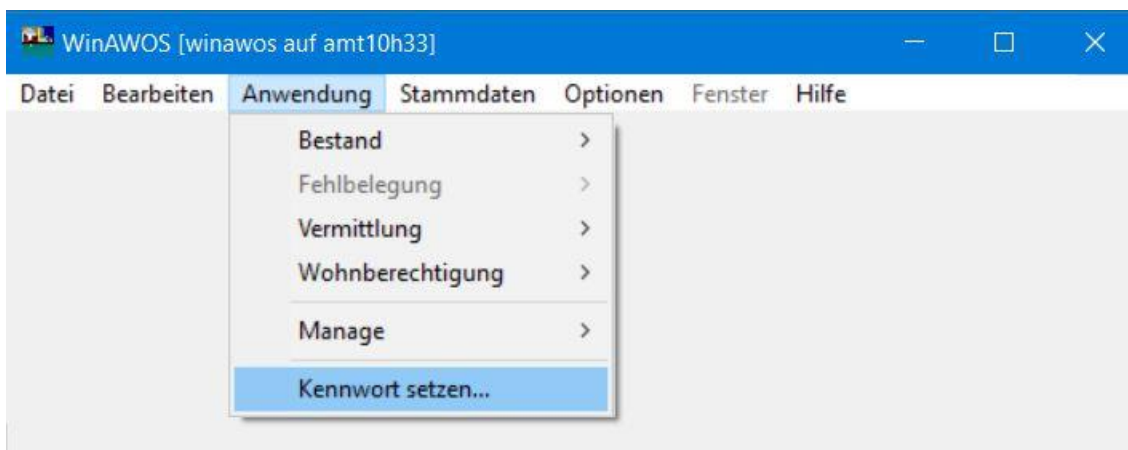 WinAWOS [winawos auf amt10h33]
Datei Bearbeiten Anwendung Stammdaten Optionen Fenster Hilfe
Bestand
Fehlbelegung
Vermittlung
Wohnberechtigung
Manage
Kennwort setzen...